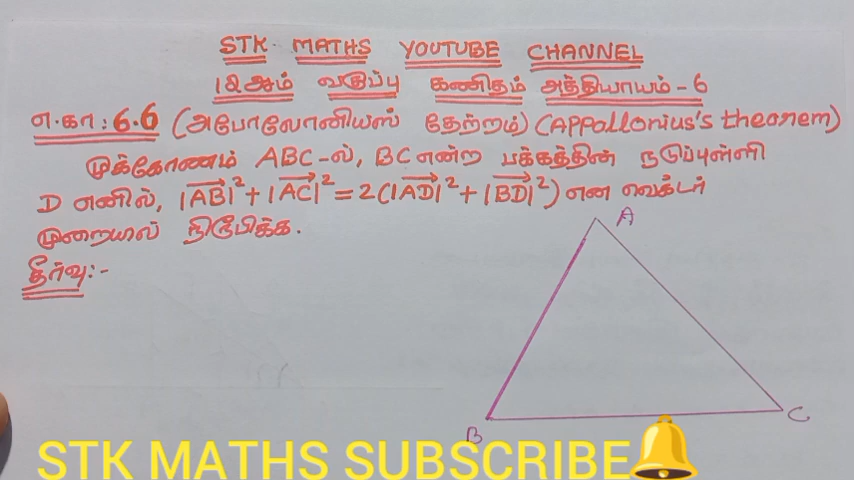 STK MATHS YOUTUBE CHANNEL
12ஆம் வகுப்பு கணிதம் அத்தியாயம் - 6
எ.கா : 6.6 (அபோலோனியஸ் தேற்றம்) (APPollonius's theorem)
முக்கோணம் ABC-ல், BC என்ற பக்கத்தின் நடுப்புள்ளி
D எனில், |AB|² + |AC|² = 2(|AD|² + |BD|²) என வெக்டர்
முறையில் நிரூபிக்க.
தீர்வு:-
A
B
C
STK MATHS SUBSCRIBE